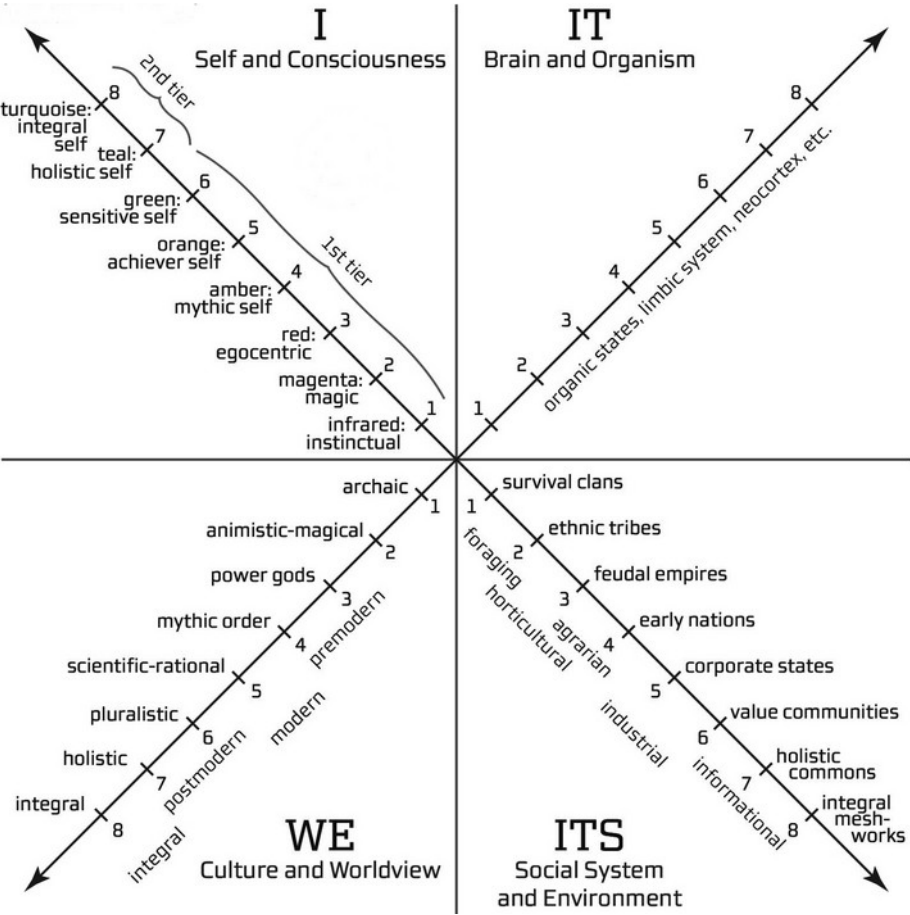 I
Self and Consciousness
2nd tier
8
turquoise:
integral
self
7
teal:
holistic self
6
green:
sensitive self
1st tier
5
orange:
achiever self
4
amber:
mythic self
3
red:
egocentric
2
magenta:
magic
1
infrared:
instinctual
IT
Brain and Organism
8
7
6
5
4
3
2
1
organic states, limbic system, neocortex, etc.
archaic
1
animistic-magical
2
power gods
3
mythic order
4
premodern
scientific-rational
5
modern
pluralistic
6
postmodern
holistic
7
integral
8
integral
WE
Culture and Worldview
survival clans
1
ethnic tribes
2
foraging
feudal empires
3
horticultural
early nations
4
agrarian
corporate states
5
industrial
value communities
6
informational
holistic
commons
7
integral
mesh-
works
8
ITS
Social System
and Environment